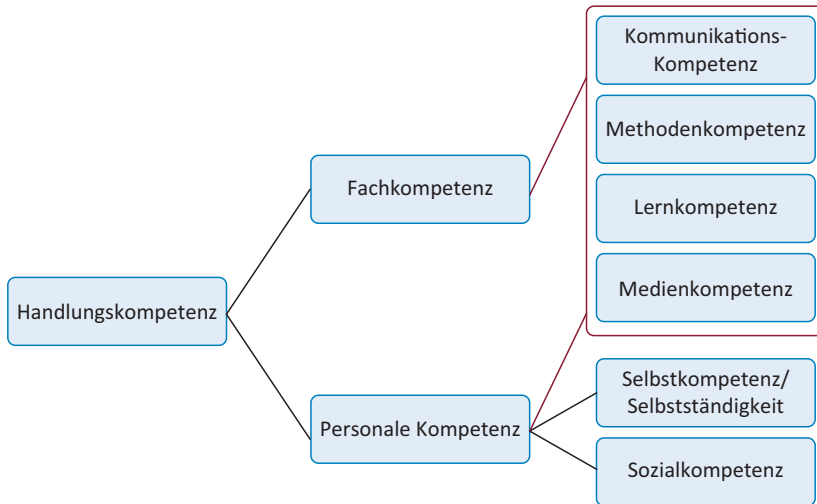 Kommunikations-
Kompetenz
Methodenkompetenz
Fachkompetenz
Lernkompetenz
Handlungskompetenz
Medienkompetenz
Selbstkompetenz/
Selbstständigkeit
Personale Kompetenz
Sozialkompetenz